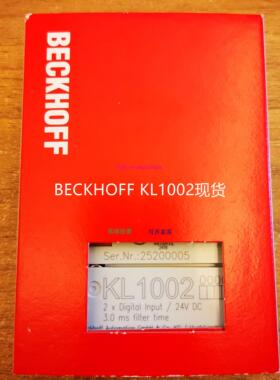 BECKHOFF
BECKHOFF KL1002现货
Ser.Nr.: 25200005
KL1002
2 x Digital Input / 24V DC
3.0 ms filter time